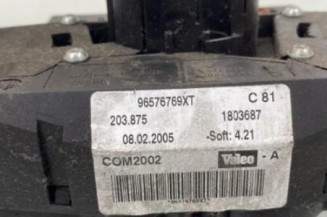 96576769XT C 81
203.875 1803687
08.02.2005 -Soft: 4.21
COM2002 Valeo - A